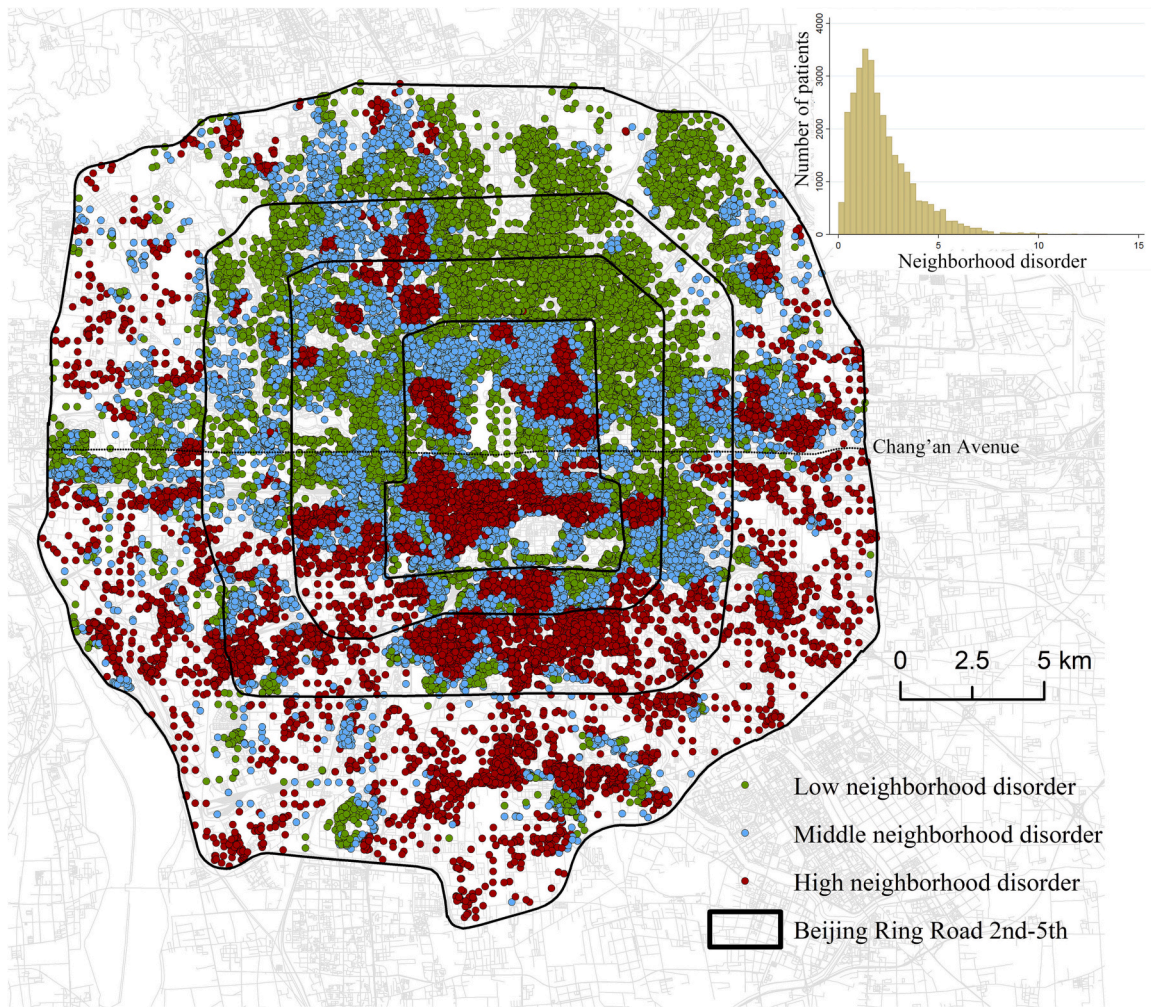 4000
3000
2000
1000
0
Number of patients
0
5
10
15
Neighborhood disorder
Chang'an Avenue
0
2.5
5 km
Low neighborhood disorder
Middle neighborhood disorder
High neighborhood disorder
Beijing Ring Road 2nd-5th